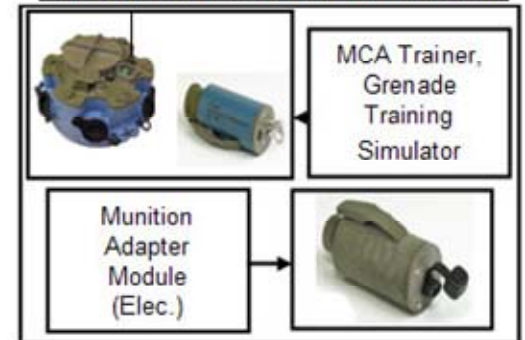 MCA Trainer,
Grenade
Training
Simulator
Munition
Adapter
Module
(Elec.)